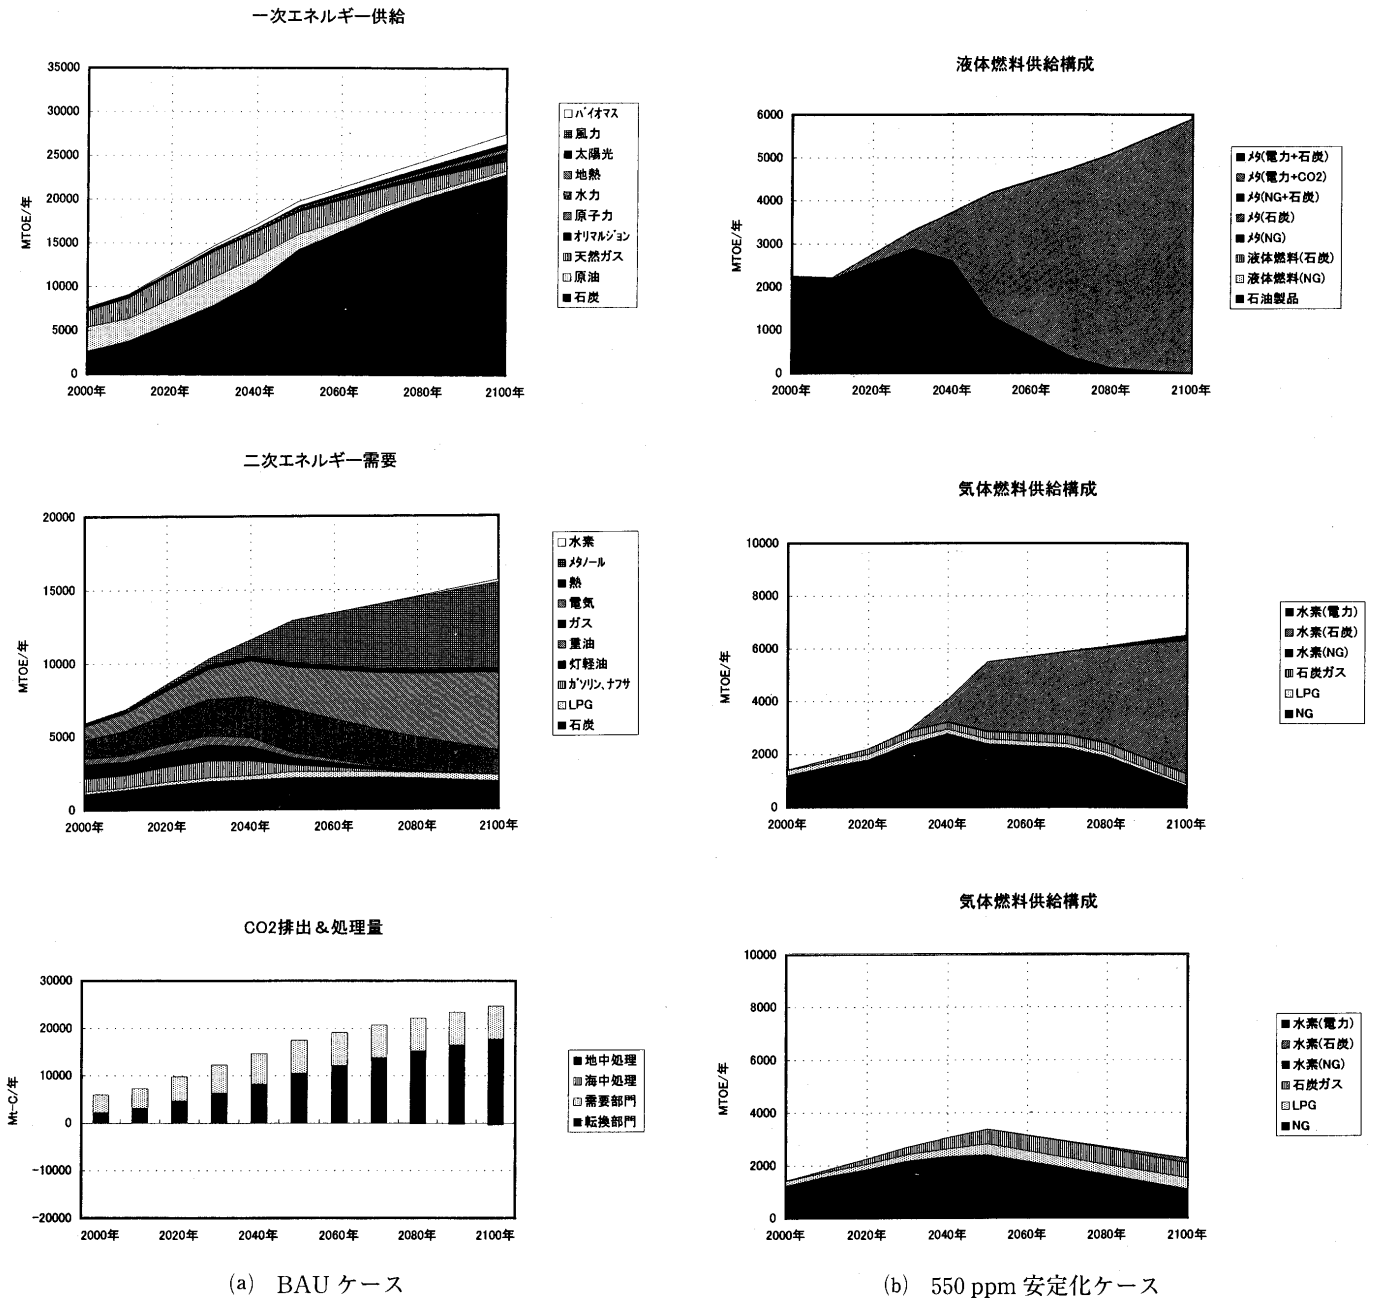 一次エネルギー供給
35000
30000
25000
20000
15000
10000
5000
0
MTOE/年
2000年 2020年 2040年 2060年 2080年 2100年
□バイオマス
■風力
■太陽光
■地熱
■水力
■原子力
■オリマルジョン
■天然ガス
□原油
■石炭
二次エネルギー需要
20000
15000
10000
5000
0
MTOE/年
2000年 2020年 2040年 2060年 2080年 2100年
□水素
■メタノール
■熱
■電気
■ガス
■重油
■灯軽油
■ガソリン、ナフサ
□LPG
■石炭
CO2排出&処理量
30000
20000
10000
0
-10000
-20000
Mt-C/年
2000年 2020年 2040年 2060年 2080年 2100年
■地中処理
■海中処理
□需要部門
■転換部門
(a) BAU ケース
液体燃料供給構成
6000
5000
4000
3000
2000
1000
0
MTOE/年
2000年 2020年 2040年 2060年 2080年 2100年
■メタ(電力+石炭)
■メタ(電力+CO2)
■メタ(NG+石炭)
■メタ(石炭)
■メタ(NG)
■液体燃料(石炭)
□液体燃料(NG)
■石油製品
気体燃料供給構成
10000
8000
6000
4000
2000
0
MTOE/年
2000年 2020年 2040年 2060年 2080年 2100年
■水素(電力)
■水素(石炭)
■水素(NG)
■石炭ガス
□LPG
■NG
気体燃料供給構成
10000
8000
6000
4000
2000
0
MTOE/年
2000年 2020年 2040年 2060年 2080年 2100年
■水素(電力)
■水素(石炭)
■水素(NG)
■石炭ガス
□LPG
■NG
(b) 550 ppm 安定化ケース